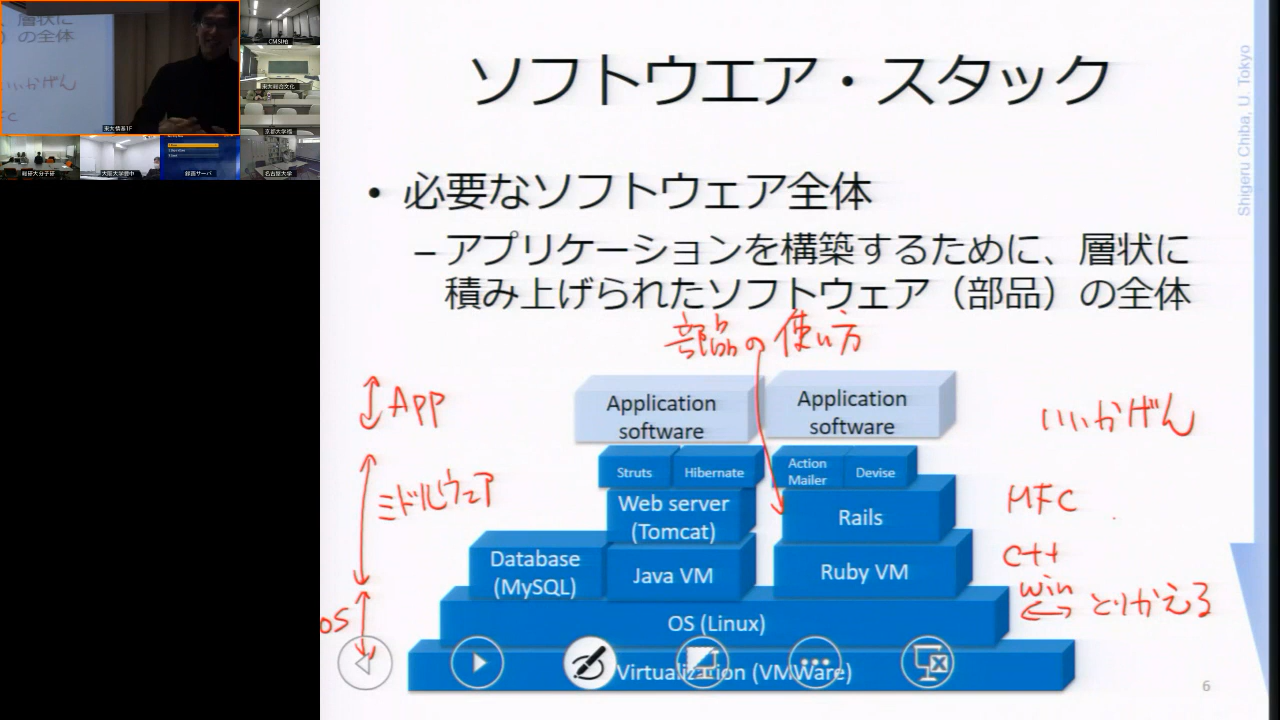 層状に
の全体
いいかげん
FC
東大情基1F
CMSI柏
東大総合文化
京都大学福
総研大分子研
大阪大学豊中
録画サーバ
名古屋大学
ソフトウエア・スタック
Shigeru Chiba, U. Tokyo
• 必要なソフトウェア全体
– アプリケーションを構築するために、層状に
積み上げられたソフトウェア（部品）の全体
部品の使い方
App
Application
software
Application
software
いいかげん
ミドルウェア
Struts
Hibernate
Action
Mailer
Devise
Web server
(Tomcat)
Rails
MFC
Database
(MySQL)
Java VM
Ruby VM
C++
win
とりかえる
OS
OS (Linux)
Virtualization (VMWare)
6